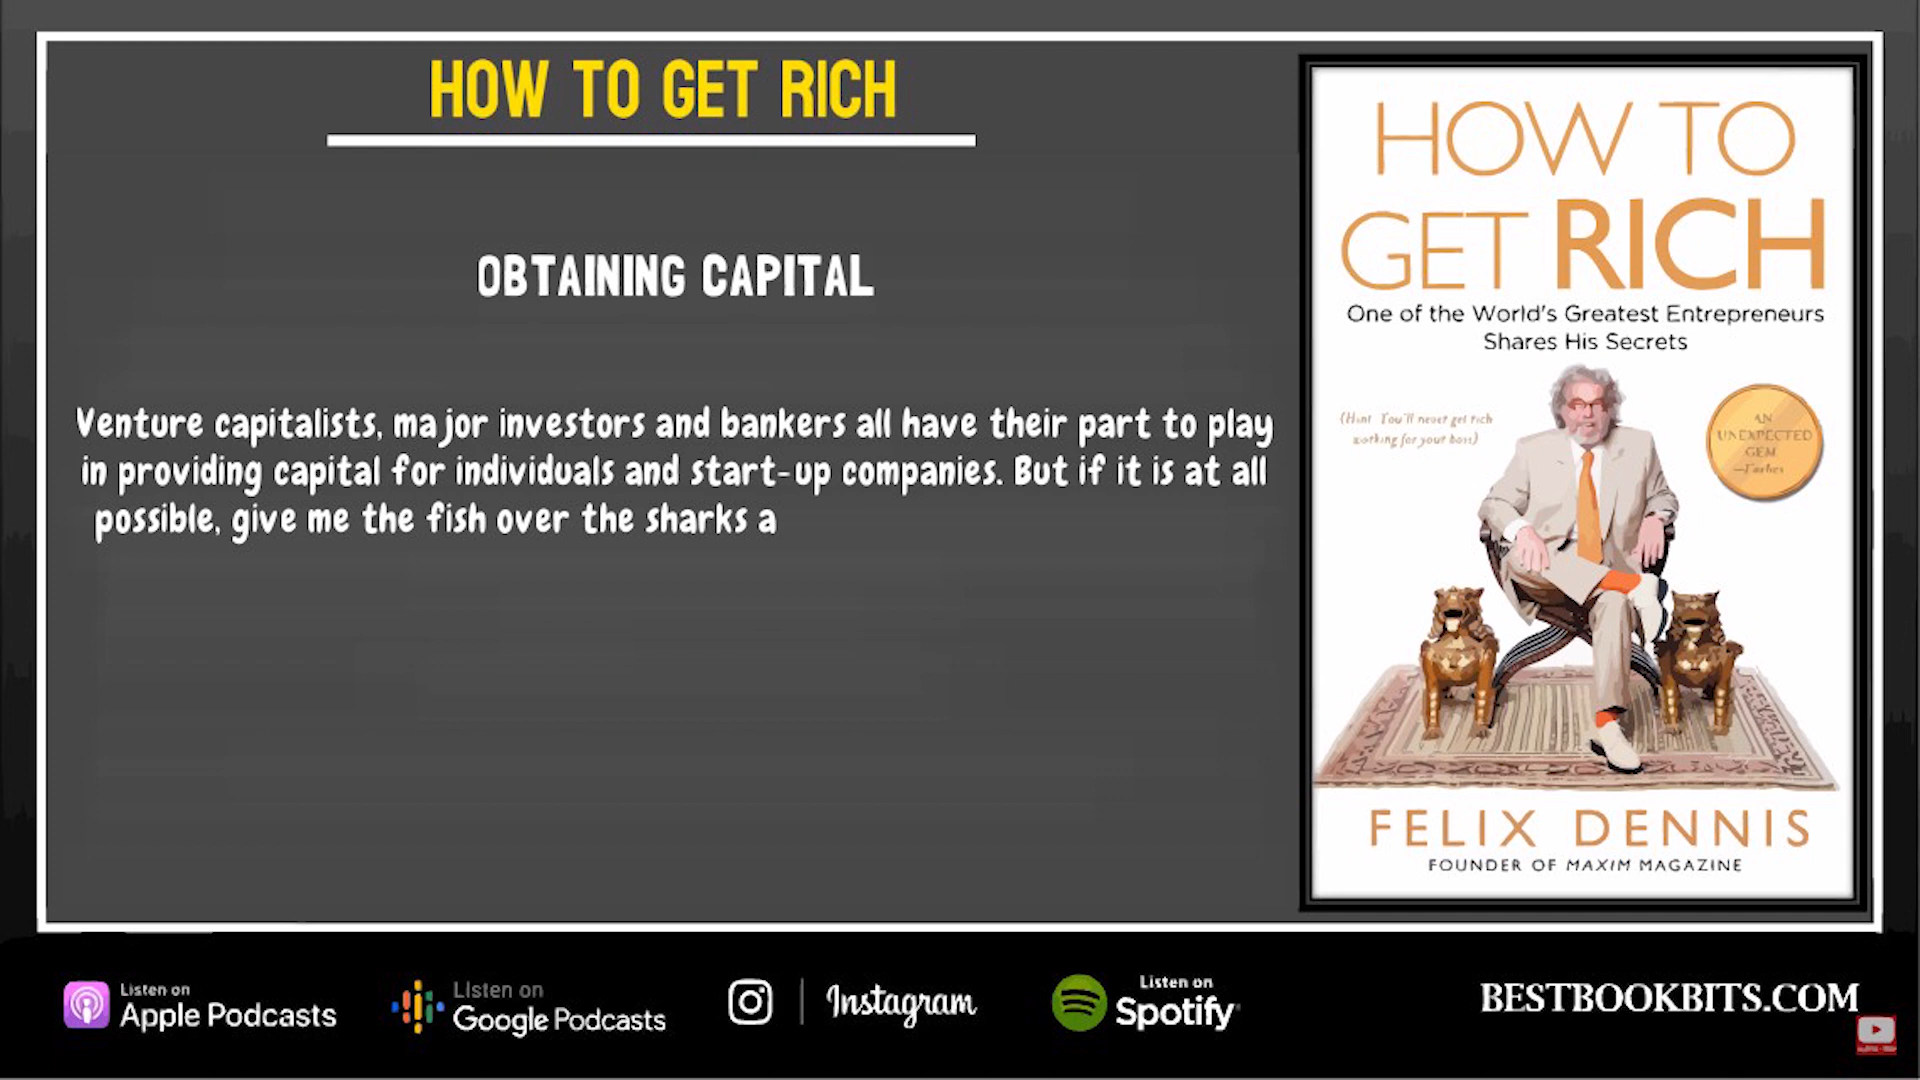 HOW TO GET RICH
OBTAINING CAPITAL
Venture capitalists, major investors and bankers all have their part to play
in providing capital for individuals and start-up companies. But if it is at all
possible, give me the fish over the sharks a
HOW TO
GET RICH
One of the World's Greatest Entrepreneurs
Shares His Secrets
(Hint: You'll never get rich
working for your boss)
AN
UNEXPECTED
GEM
—Forbes
FELIX DENNIS
FOUNDER OF MAXIM MAGAZINE
Listen on
Apple Podcasts
Listen on
Google Podcasts
Instagram
Listen on
Spotify
BESTBOOKBITS.COM